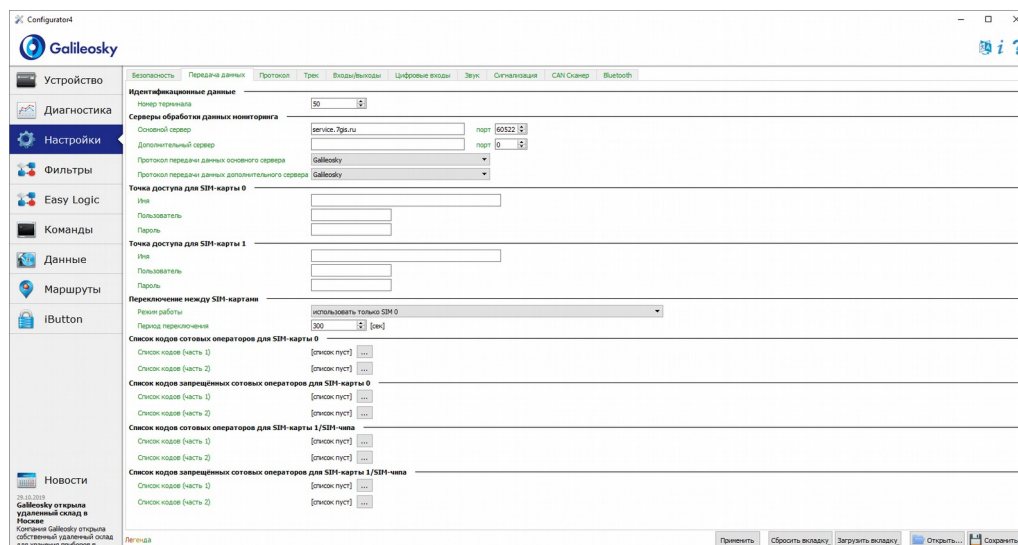 Configurator4
Galileosky
Устройство
Диагностика
Настройки
Фильтры
Easy Logic
Команды
Данные
Маршруты
iButton
Новости
29.10.2019
Galileosky открыла
удаленный склад в
Москве
Компания Galileosky открыла
собственный удаленный склад
Безопасность Передача данных Протокол Трек Входы/выходы Цифровые входы Звук Сигнализация CAN Сканер Bluetooth
Идентификационные данные
Номер терминала 50
Серверы обработки данных мониторинга
Основной сервер service.7gis.ru порт 60522
Дополнительный сервер порт 0
Протокол передачи данных основного сервера Galileosky
Протокол передачи данных дополнительного сервера Galileosky
Точка доступа для SIM-карты 0
Имя
Пользователь
Пароль
Точка доступа для SIM-карты 1
Имя
Пользователь
Пароль
Переключение между SIM-картами
Режим работы использовать только SIM 0
Период переключения 300 [сек]
Список кодов сотовых операторов для SIM-карты 0
Список кодов (часть 1) [список пуст] ...
Список кодов (часть 2) [список пуст] ...
Список кодов запрещённых сотовых операторов для SIM-карты 0
Список кодов (часть 1) [список пуст] ...
Список кодов (часть 2) [список пуст] ...
Список кодов сотовых операторов для SIM-карты 1/SIM-чипа
Список кодов (часть 1) [список пуст] ...
Список кодов (часть 2) [список пуст] ...
Список кодов запрещённых сотовых операторов для SIM-карты 1/SIM-чипа
Список кодов (часть 1) [список пуст] ...
Список кодов (часть 2) [список пуст] ...
Легенда
Применить Сбросить вкладку Загрузить вкладку Открыть... Сохранить